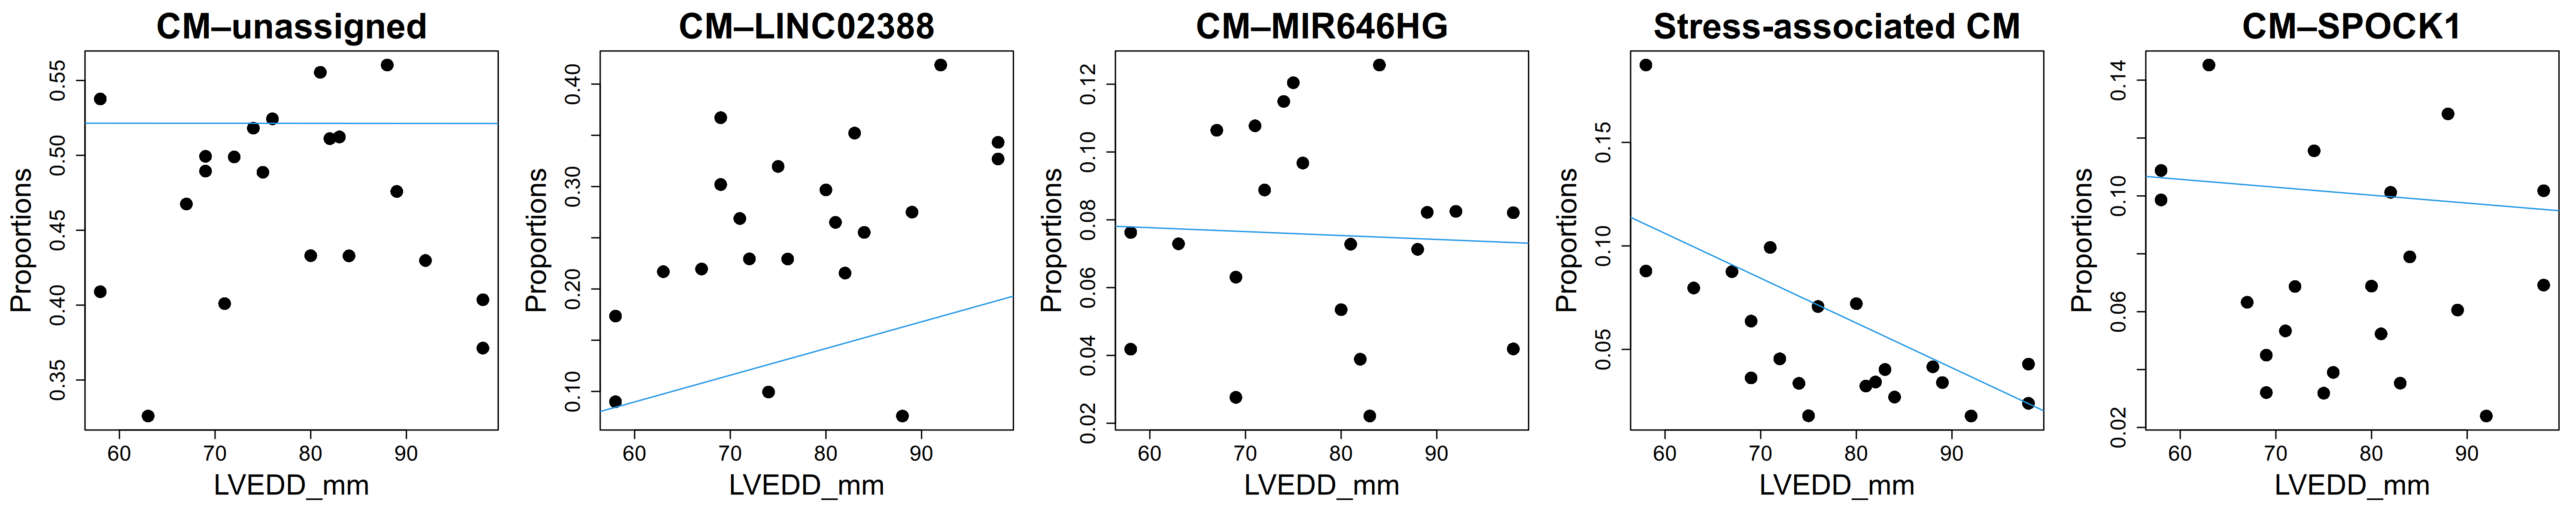 CM–unassigned
Proportions
0.35 0.40 0.45 0.50 0.55
60 70 80 90
LVEDD_mm
CM–LINC02388
Proportions
0.10 0.20 0.30 0.40
60 70 80 90
LVEDD_mm
CM–MIR646HG
Proportions
0.02 0.04 0.06 0.08 0.10 0.12
60 70 80 90
LVEDD_mm
Stress-associated CM
Proportions
0.05 0.10 0.15
60 70 80 90
LVEDD_mm
CM–SPOCK1
Proportions
0.02 0.06 0.10 0.14
60 70 80 90
LVEDD_mm